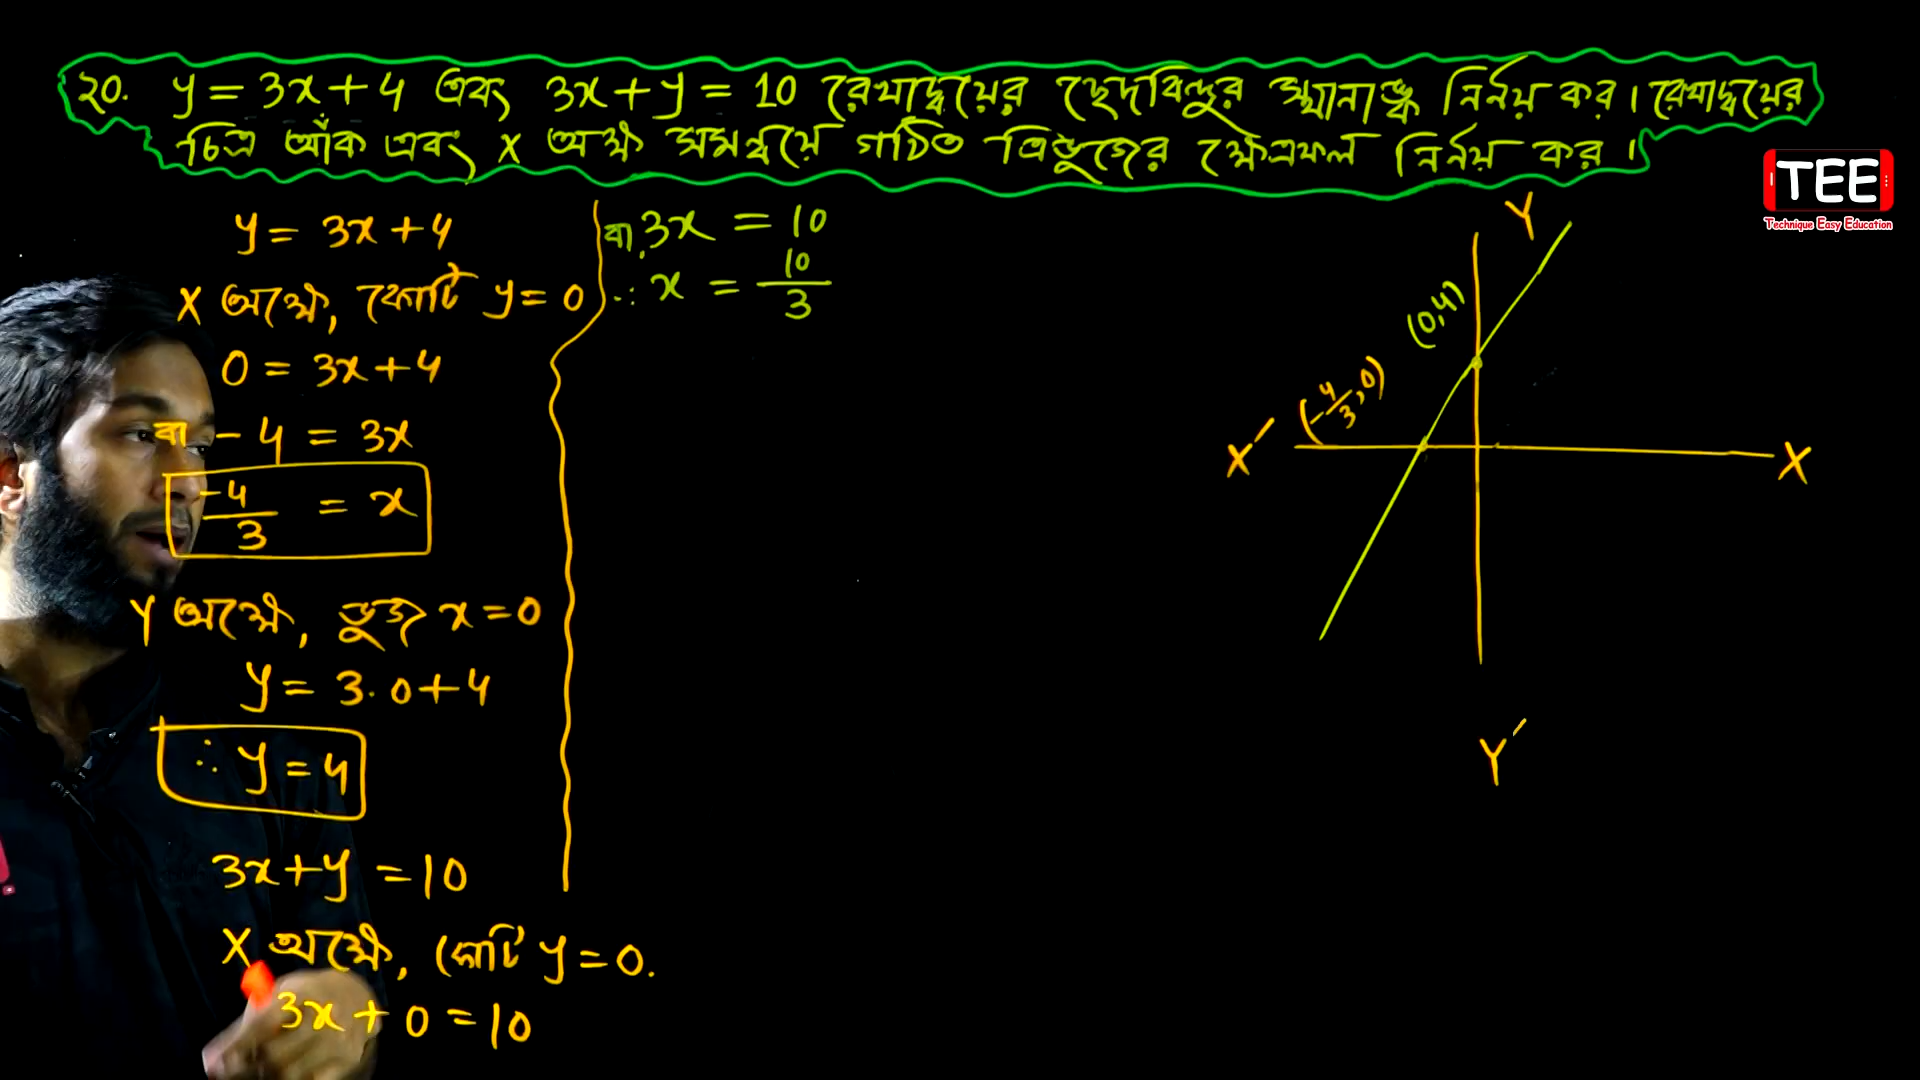 ২০. y = 3x + 4 এবং 3x + y = 10 রেখাদ্বয়ের ছেদবিন্দুর স্থানাঙ্ক নির্নয় কর। রেখাদ্বয়ের
চিত্র আঁক এবং x অক্ষ সমন্বয়ে গঠিত ত্রিভুজের ক্ষেত্রফল নির্নয় কর।
TEE
Technique Easy Education
y = 3x + 4
X অক্ষে, কোটি y = 0
0 = 3x + 4
বা - 4 = 3x
-4/3 = x
Y অক্ষে, ভুজ x = 0
y = 3. 0 + 4
∴ y = 4
3x + y = 10
X অক্ষে, কোটি y = 0.
3x + 0 = 10
বা, 3x = 10
∴ x = 10/3
Y
(0, 4)
(-4/3, 0)
X′
X
Y′